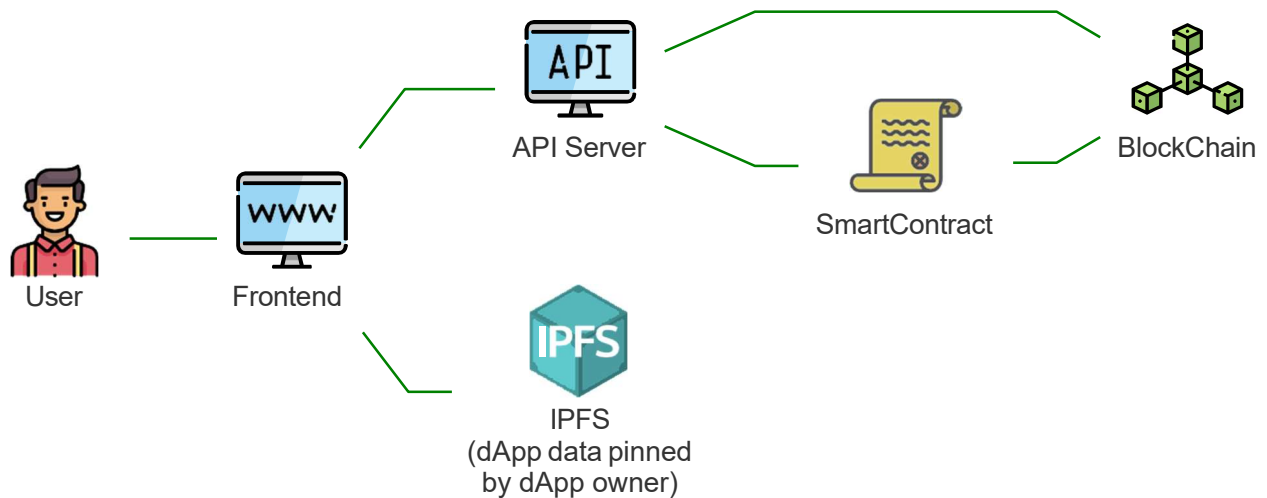 API
API Server
BlockChain
SmartContract
www
User
Frontend
IPFS
IPFS
(dApp data pinned
by dApp owner)